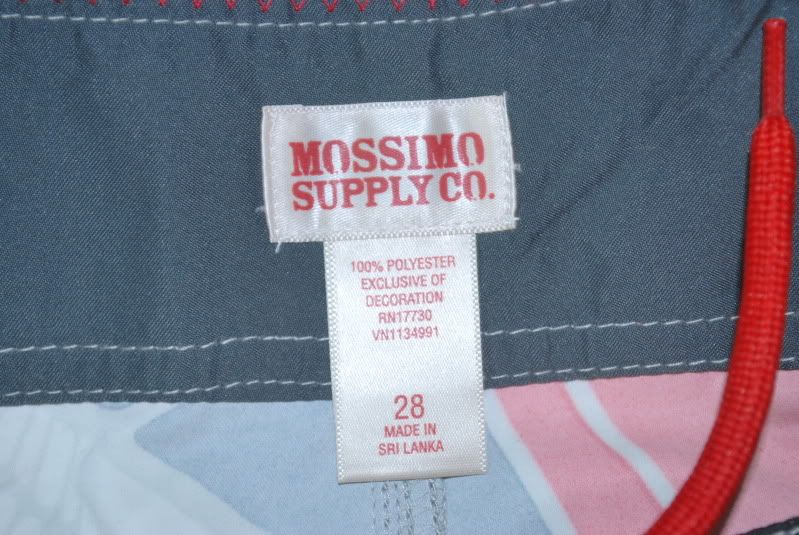 MOSSIMO
SUPPLY CO.
100% POLYESTER
EXCLUSIVE OF
DECORATION
RN17730
VN1134991
28
MADE IN
SRI LANKA